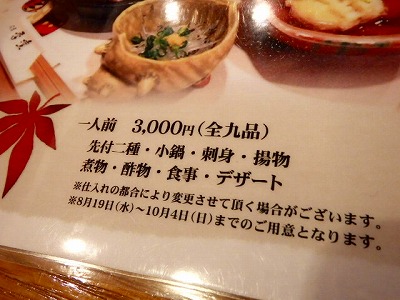 一人前 3,000円(全九品)
先付二種・小鍋・刺身・揚物
煮物・酢物・食事・デザート
※仕入れの都合により変更させて頂く場合がございます。
※8月19日(水)～10月4日(日)までのご用意となります。